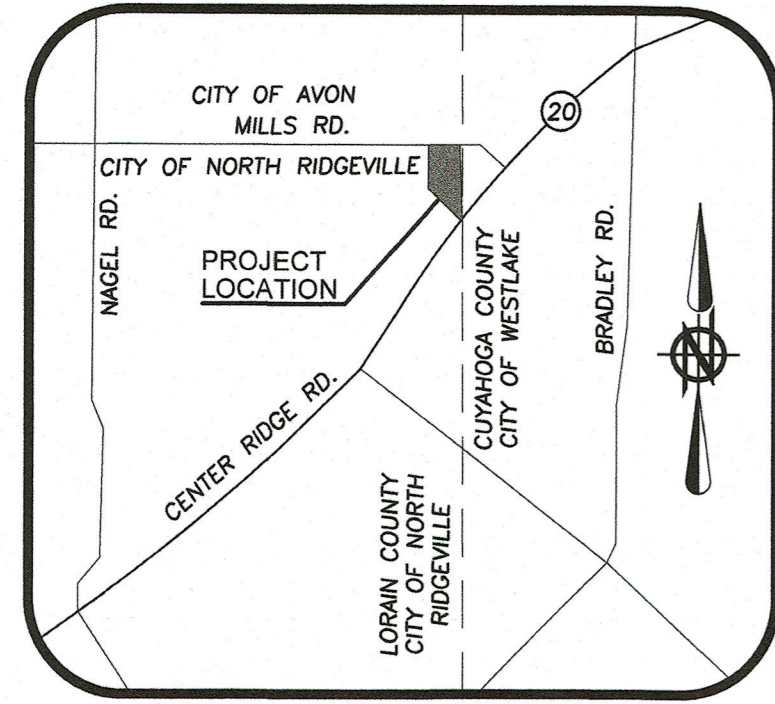 CITY OF AVON
MILLS RD.
CITY OF NORTH RIDGEVILLE
20
NAGEL RD.
PROJECT
LOCATION
CUYAHOGA COUNTY
CITY OF WESTLAKE
BRADLEY RD.
N
CENTER RIDGE RD.
LORAIN COUNTY
CITY OF NORTH
RIDGEVILLE